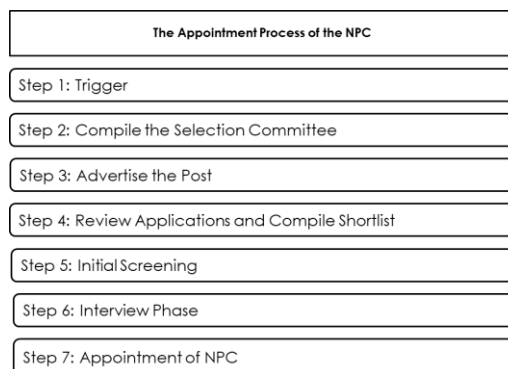 The Appointment Process of the NPC
Step 1: Trigger
Step 2: Compile the Selection Committee
Step 3: Advertise the Post
Step 4: Review Applications and Compile Shortlist
Step 5: Initial Screening
Step 6: Interview Phase
Step 7: Appointment of NPC